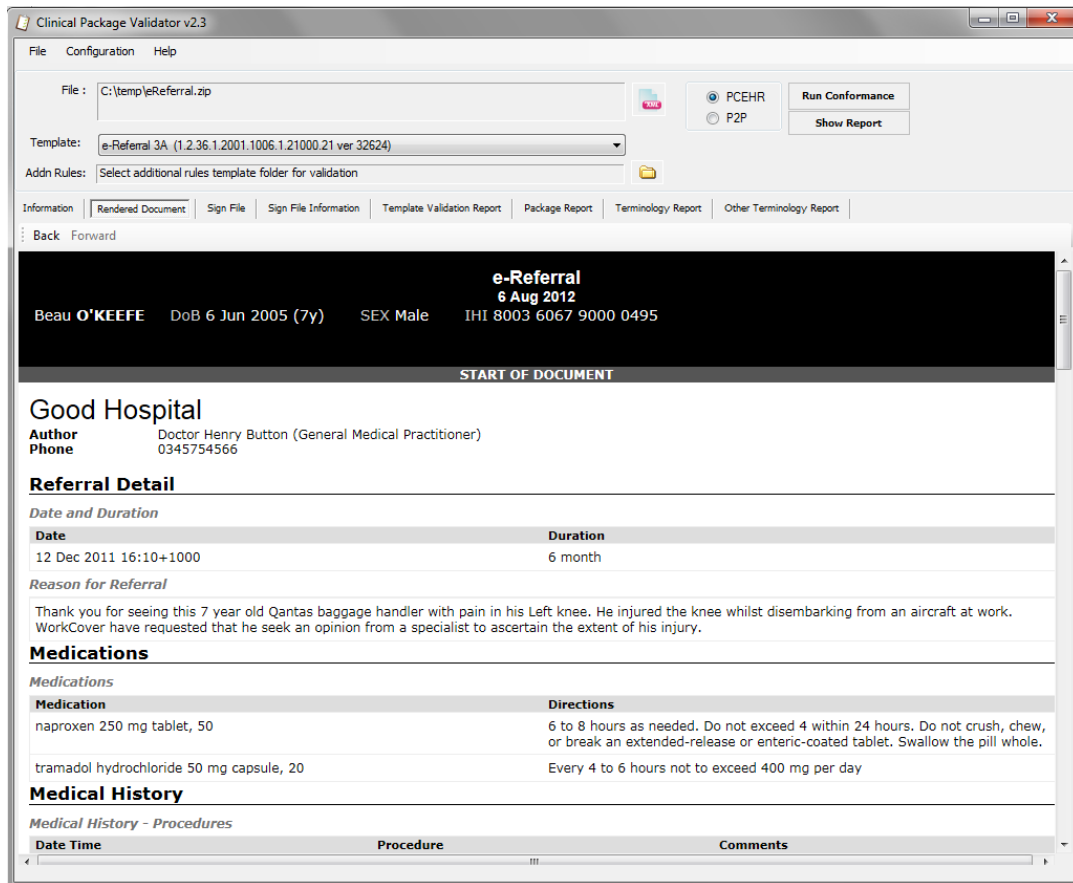 Clinical Package Validator v2.3
File Configuration Help
File : C:\temp\eReferral.zip
XML
PCEHR
P2P
Run Conformance
Show Report
Template: e-Referral 3A (1.2.36.1.2001.1006.1.21000.21 ver 32624)
Addn Rules: Select additional rules template folder for validation
Information Rendered Document Sign File Sign File Information Template Validation Report Package Report Terminology Report Other Terminology Report
Back Forward
e-Referral
6 Aug 2012
Beau O'KEEFE DoB 6 Jun 2005 (7y) SEX Male IHI 8003 6067 9000 0495
START OF DOCUMENT
Good Hospital
Author Doctor Henry Button (General Medical Practitioner)
Phone 0345754566
Referral Detail
Date and Duration
Date Duration
12 Dec 2011 16:10+1000 6 month
Reason for Referral
Thank you for seeing this 7 year old Qantas baggage handler with pain in his Left knee. He injured the knee whilst disembarking from an aircraft at work.
WorkCover have requested that he seek an opinion from a specialist to ascertain the extent of his injury.
Medications
Medications
Medication Directions
naproxen 250 mg tablet, 50 6 to 8 hours as needed. Do not exceed 4 within 24 hours. Do not crush, chew,
or break an extended-release or enteric-coated tablet. Swallow the pill whole.
tramadol hydrochloride 50 mg capsule, 20 Every 4 to 6 hours not to exceed 400 mg per day
Medical History
Medical History - Procedures
Date Time Procedure Comments